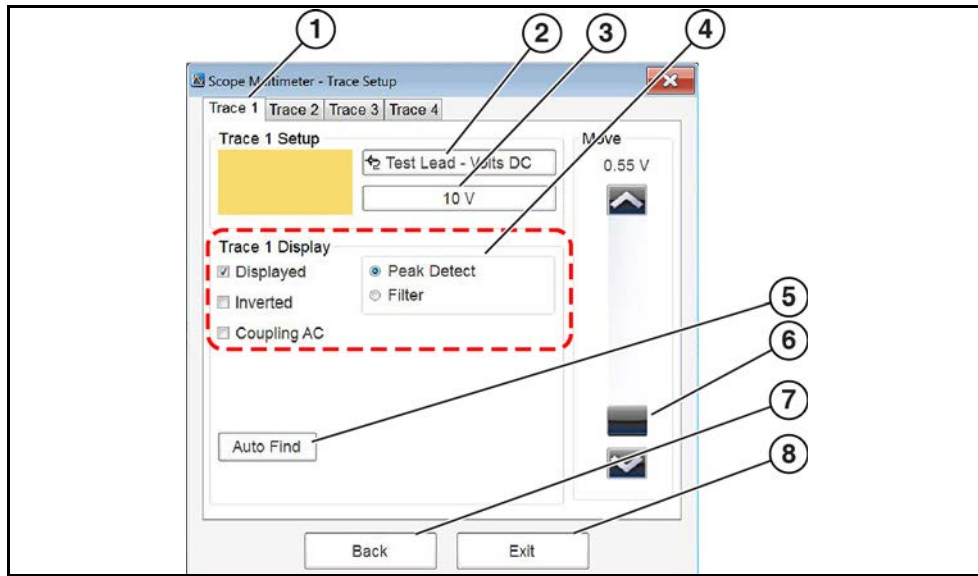 1
2
3
4
Scope Multimeter - Trace Setup
Trace 1 Trace 2 Trace 3 Trace 4
Trace 1 Setup
Test Lead - Volts DC
10 V
Move
0.55 V
Trace 1 Display
Displayed
Inverted
Coupling AC
Peak Detect
Filter
5
6
7
8
Auto Find
Back
Exit